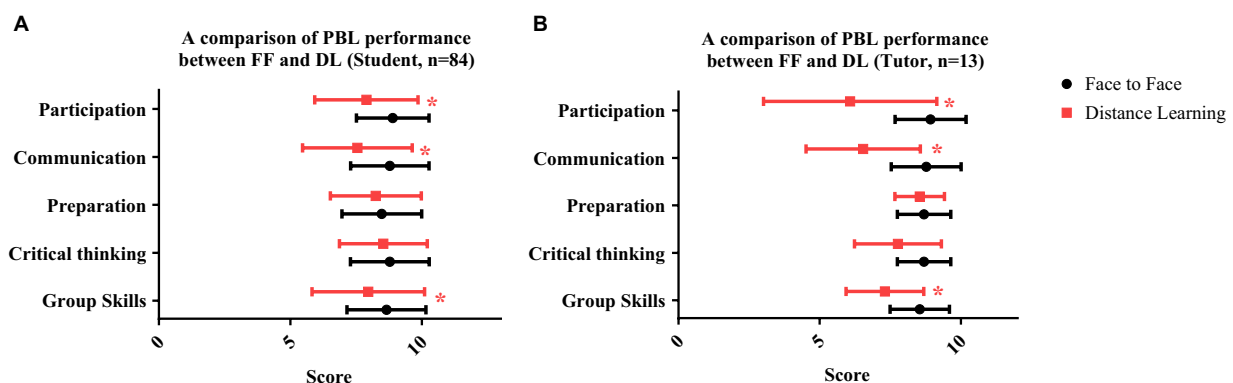 A
A comparison of PBL performance
between FF and DL (Student, n=84)
Participation
*
Communication
*
Preparation
Critical thinking
Group Skills
*
0
5
10
Score
B
A comparison of PBL performance
between FF and DL (Tutor, n=13)
Participation
*
Communication
*
Preparation
Critical thinking
Group Skills
*
0
5
10
Score
Face to Face
Distance Learning